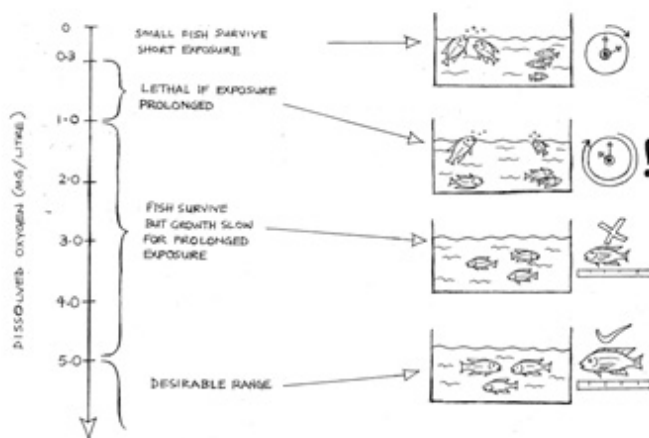 0
SMALL FISH SURVIVE
SHORT EXPOSURE
0.3
LETHAL IF EXPOSURE
PROLONGED
1.0
2.0
FISH SURVIVE
BUT GROWTH SLOW
FOR PROLONGED
EXPOSURE
3.0
4.0
5.0
DESIRABLE RANGE
DISSOLVED OXYGEN (MG/LITRE)
!